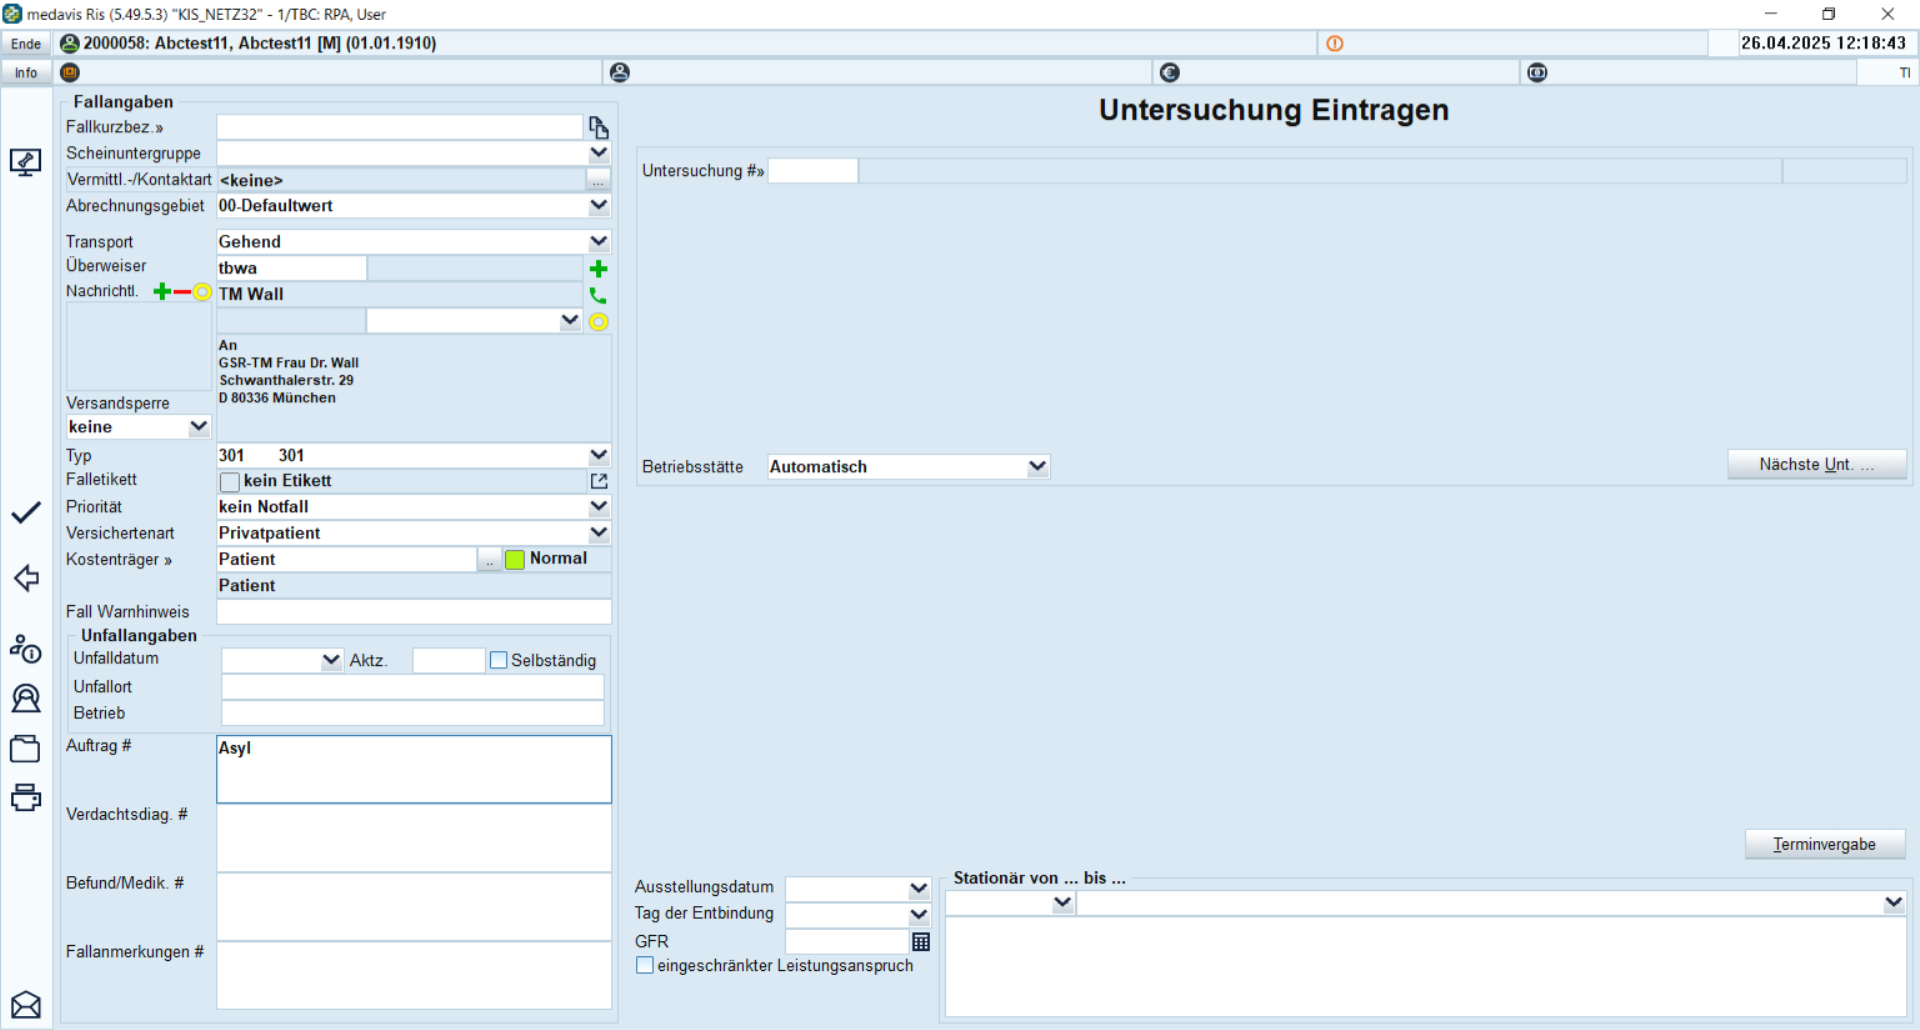 medavis Ris (5.49.5.3) "KIS_NETZ32" - 1/TBC: RPA, User
Ende
2000058: Abctest11, Abctest11 [M] (01.01.1910)
26.04.2025 12:18:43
Info
TI
Fallangaben
Fallkurzbez.»
Scheinuntergruppe
Vermittl.-/Kontaktart <keine> ...
Abrechnungsgebiet 00-Defaultwert
Transport Gehend
Überweiser tbwa
Nachrichtl. TM Wall
An
GSR-TM Frau Dr. Wall
Schwanthalerstr. 29
D 80336 München
Versandsperre
keine
Typ 301 301
Falletikett kein Etikett
Priorität kein Notfall
Versichertenart Privatpatient
Kostenträger » Patient .. Normal
Patient
Fall Warnhinweis
Unfallangaben
Unfalldatum Aktz. Selbständig
Unfallort
Betrieb
Auftrag # Asyl
Verdachtsdiag. #
Befund/Medik. #
Fallanmerkungen #
Untersuchung Eintragen
Untersuchung #»
Betriebsstätte Automatisch
Nächste Unt. ...
Terminvergabe
Ausstellungsdatum
Tag der Entbindung
GFR
eingeschränkter Leistungsanspruch
Stationär von ... bis ...